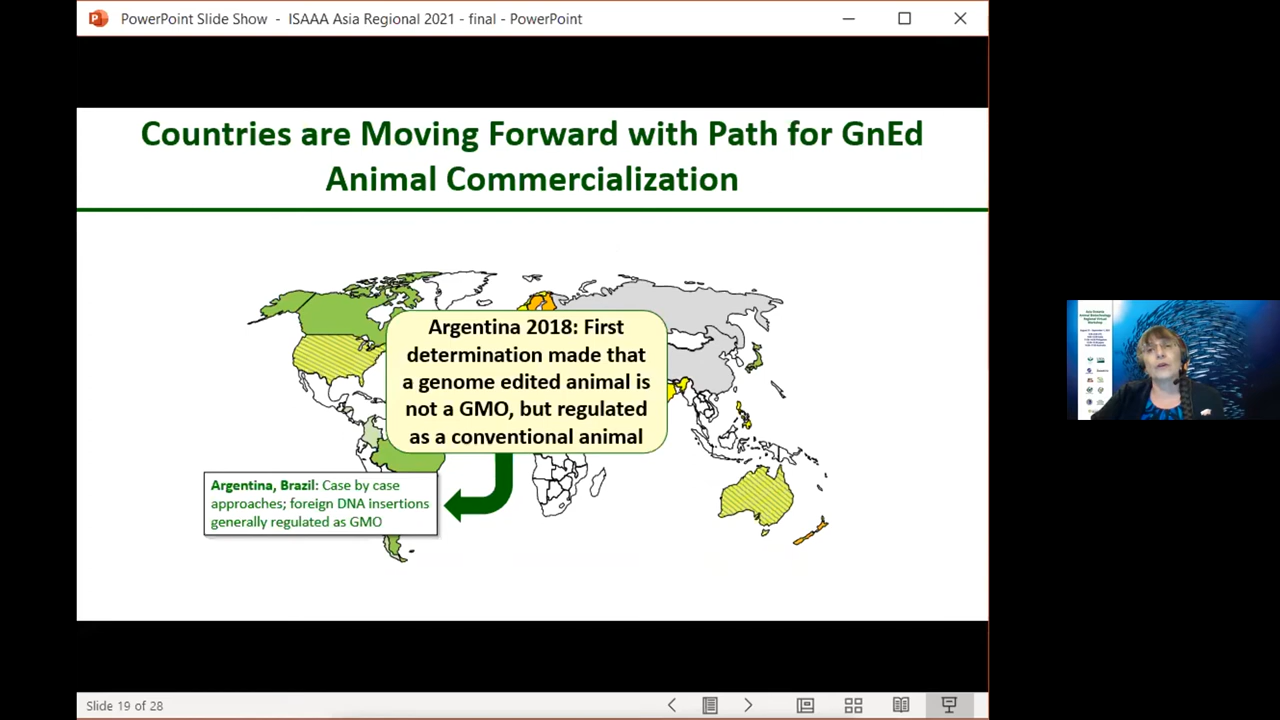 PowerPoint Slide Show - ISAAA Asia Regional 2021 - final - PowerPoint
Countries are Moving Forward with Path for GnEd
Animal Commercialization
Argentina 2018: First
determination made that
a genome edited animal is
not a GMO, but regulated
as a conventional animal
Argentina, Brazil: Case by case
approaches; foreign DNA insertions
generally regulated as GMO
Slide 19 of 28